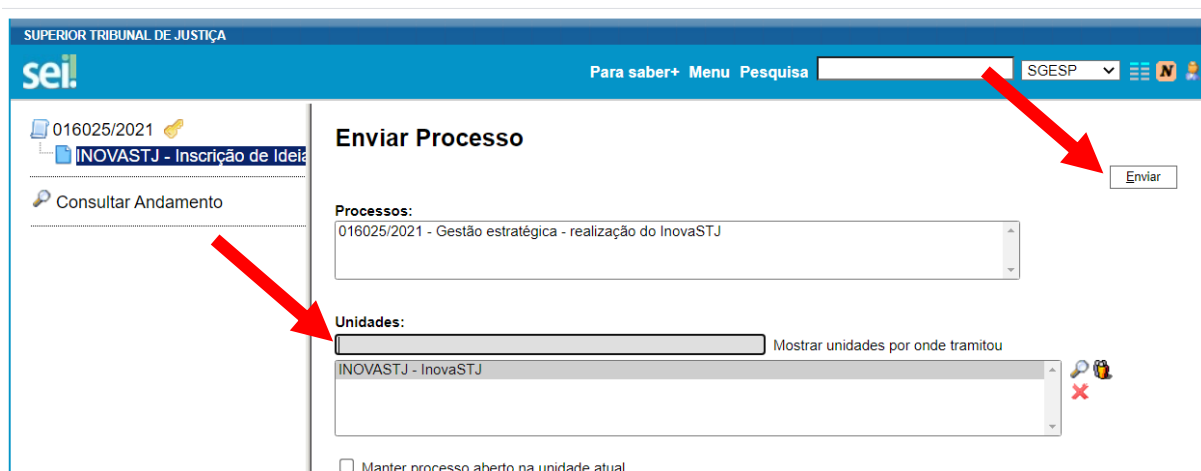 SUPERIOR TRIBUNAL DE JUSTIÇA
sei!
Para saber+ Menu Pesquisa SGESP N
016025/2021
INOVASTJ - Inscrição de Ideia
Consultar Andamento
Enviar Processo
Enviar
Processos:
016025/2021 - Gestão estratégica - realização do InovaSTJ
Unidades:
Mostrar unidades por onde tramitou
INOVASTJ - InovaSTJ
Manter processo aberto na unidade atual